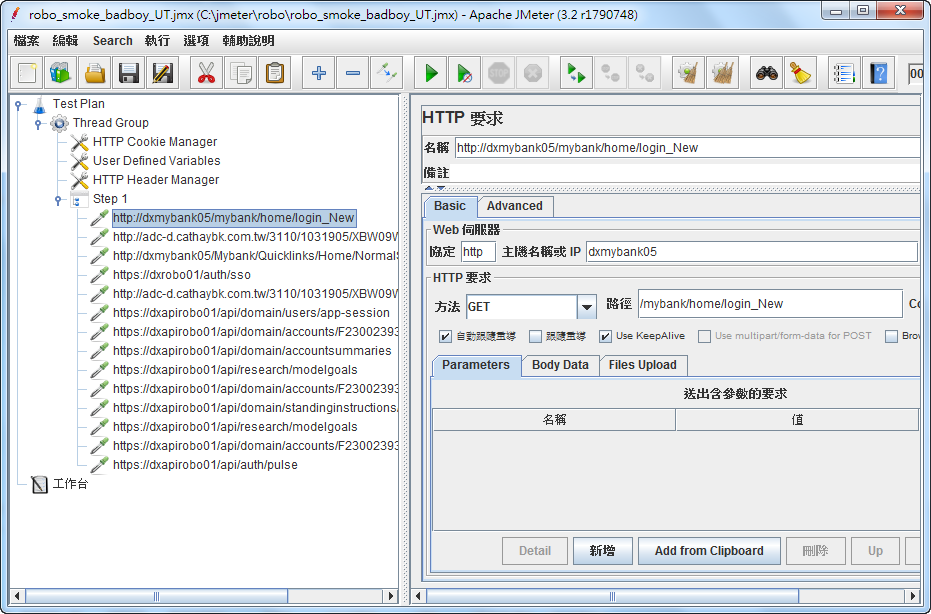 robo_smoke_badboy_UT.jmx (C:\jmeter\robo\robo_smoke_badboy_UT.jmx) - Apache JMeter (3.2 r1790748)
檔案 編輯 Search 執行 選項 輔助說明
STOP
00
Test Plan
Thread Group
HTTP Cookie Manager
User Defined Variables
HTTP Header Manager
Step 1
http://dxmybank05/mybank/home/login_New
http://adc-d.cathaybk.com.tw/3110/1031905/XBW09W
http://dxmybank05/Mybank/Quicklinks/Home/Normal
https://dxrobo01/auth/sso
http://adc-d.cathaybk.com.tw/3110/1031905/XBW09W
https://dxapirobo01/api/domain/users/app-session
https://dxapirobo01/api/domain/accounts/F23002393
https://dxapirobo01/api/domain/accountsummaries
https://dxapirobo01/api/research/modelgoals
https://dxapirobo01/api/domain/accounts/F23002393
https://dxapirobo01/api/domain/standinginstructions/
https://dxapirobo01/api/research/modelgoals
https://dxapirobo01/api/domain/accounts/F23002393
https://dxapirobo01/api/auth/pulse
工作台
HTTP 要求
名稱 http://dxmybank05/mybank/home/login_New
備註
Basic Advanced
Web 伺服器
協定 http 主機名稱或 IP dxmybank05
HTTP 要求
方法 GET 路徑 /mybank/home/login_New Co
自動跟隨重導 跟隨重導 Use KeepAlive Use multipart/form-data for POST Brow
Parameters Body Data Files Upload
送出含參數的要求
名稱 值
Detail 新增 Add from Clipboard 刪除 Up